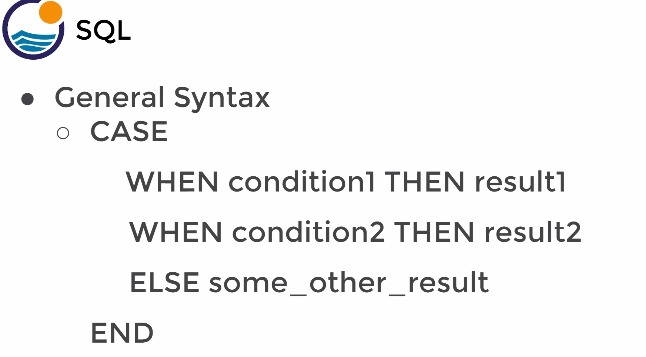 SQL
● General Syntax
○ CASE
WHEN condition1 THEN result1
WHEN condition2 THEN result2
ELSE some_other_result
END